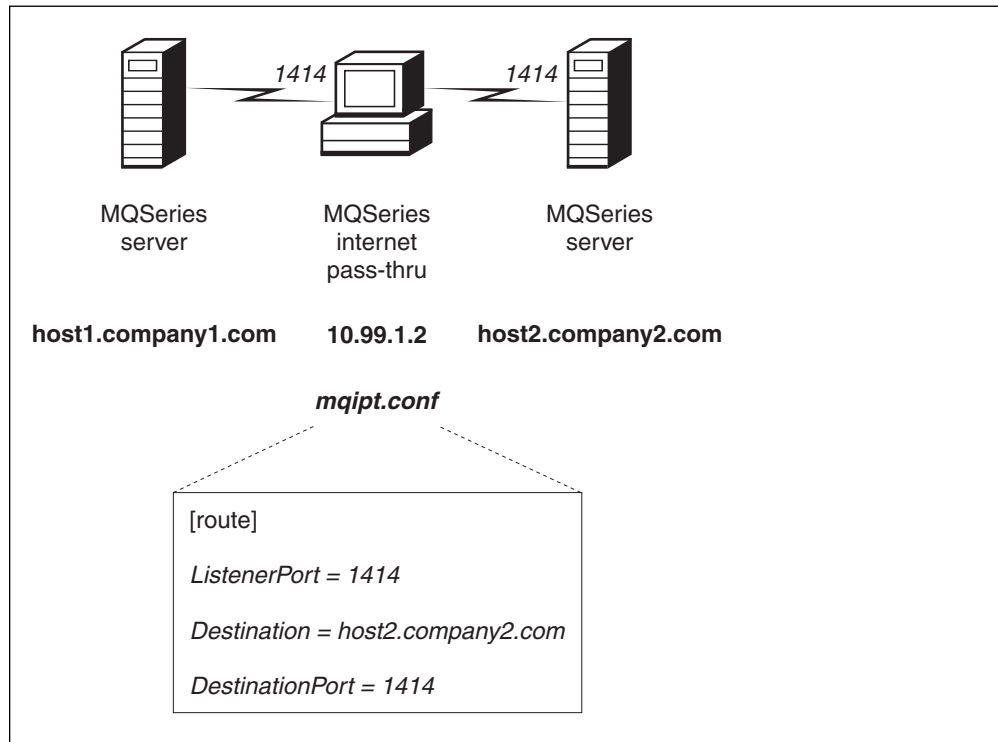 1414
1414
MQSeries
server
MQSeries
internet
pass-thru
MQSeries
server
host1.company1.com
10.99.1.2
host2.company2.com
mqipt.conf
[route]
ListenerPort = 1414
Destination = host2.company2.com
DestinationPort = 1414